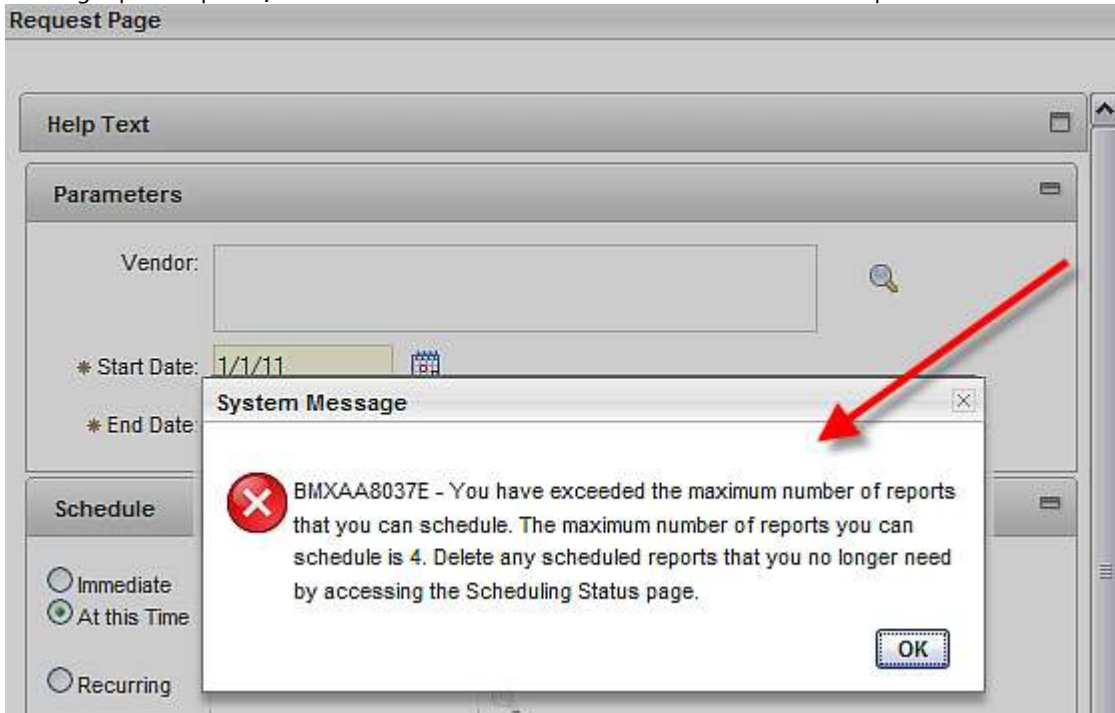 Request Page
Help Text
Parameters
Vendor:
* Start Date: 1/1/11
* End Date
System Message
BMXAA8037E - You have exceeded the maximum number of reports
that you can schedule. The maximum number of reports you can
schedule is 4. Delete any scheduled reports that you no longer need
by accessing the Scheduling Status page.
OK
Schedule
Immediate
At this Time
Recurring